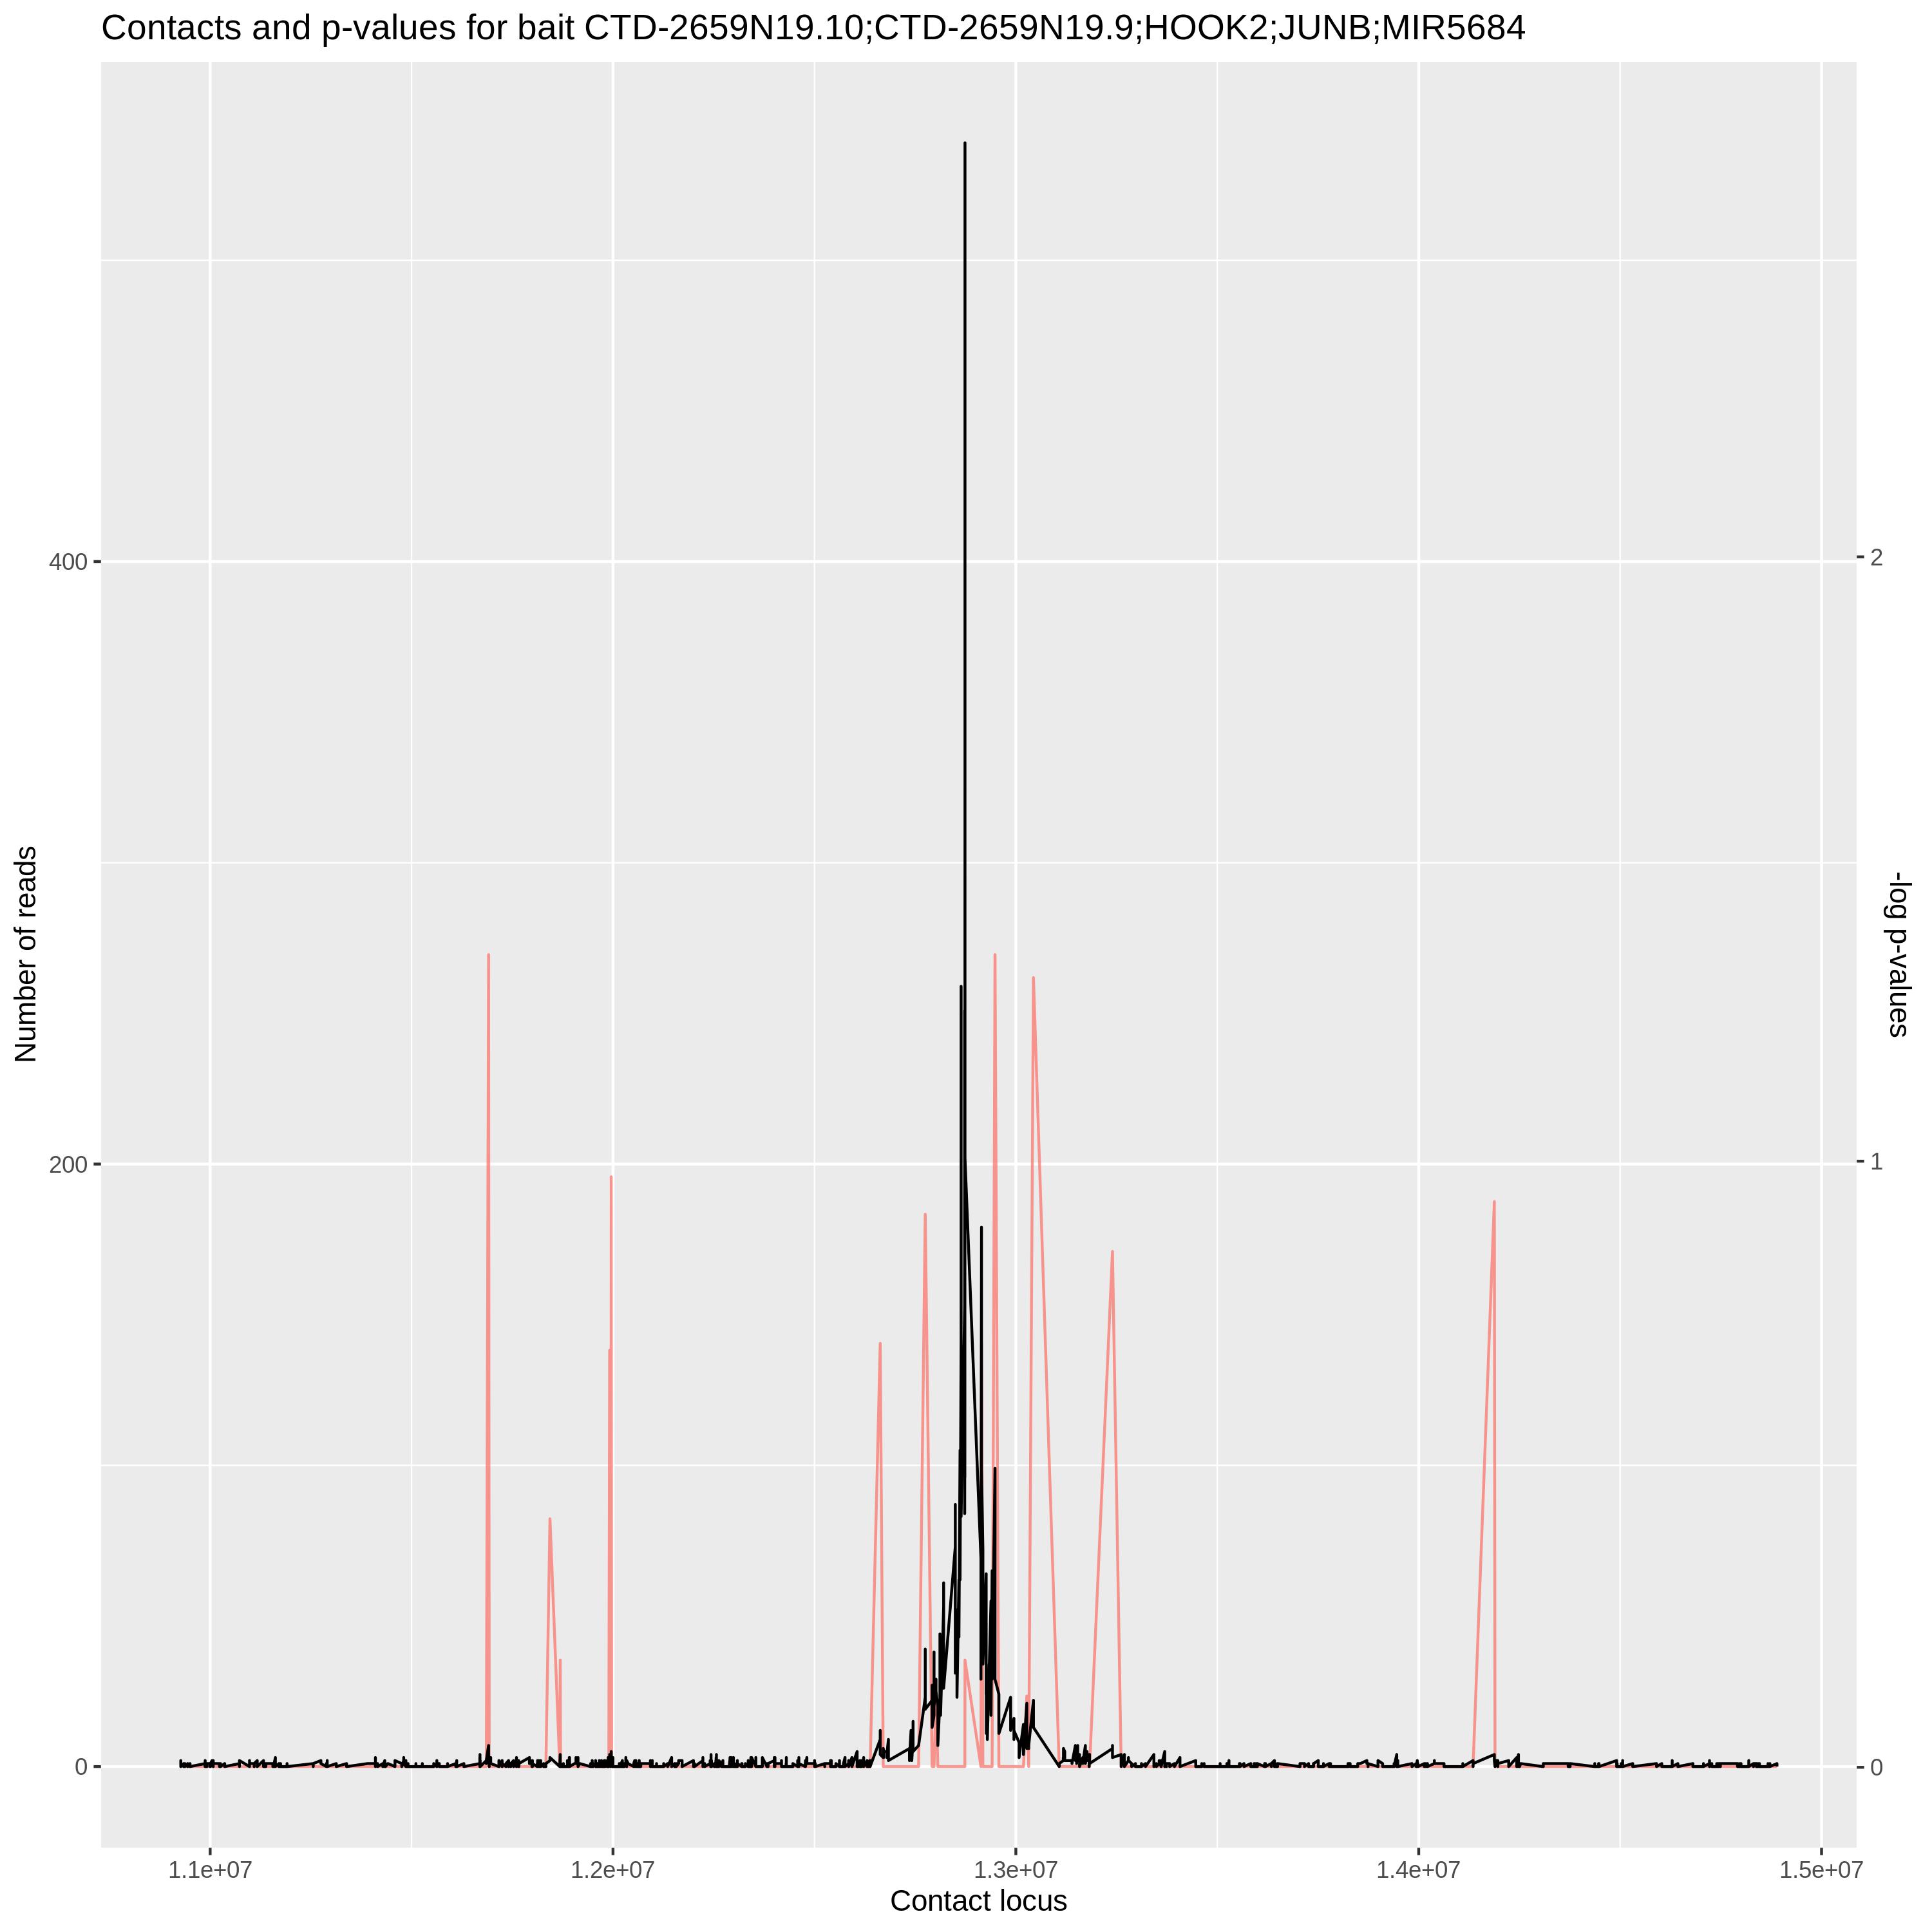 Contacts and p-values for bait CTD-2659N19.10;CTD-2659N19.9;HOOK2;JUNB;MIR5684
Number of reads
400
200
0
2
1
0
-log p-values
1.1e+07 1.2e+07 1.3e+07 1.4e+07 1.5e+07
Contact locus